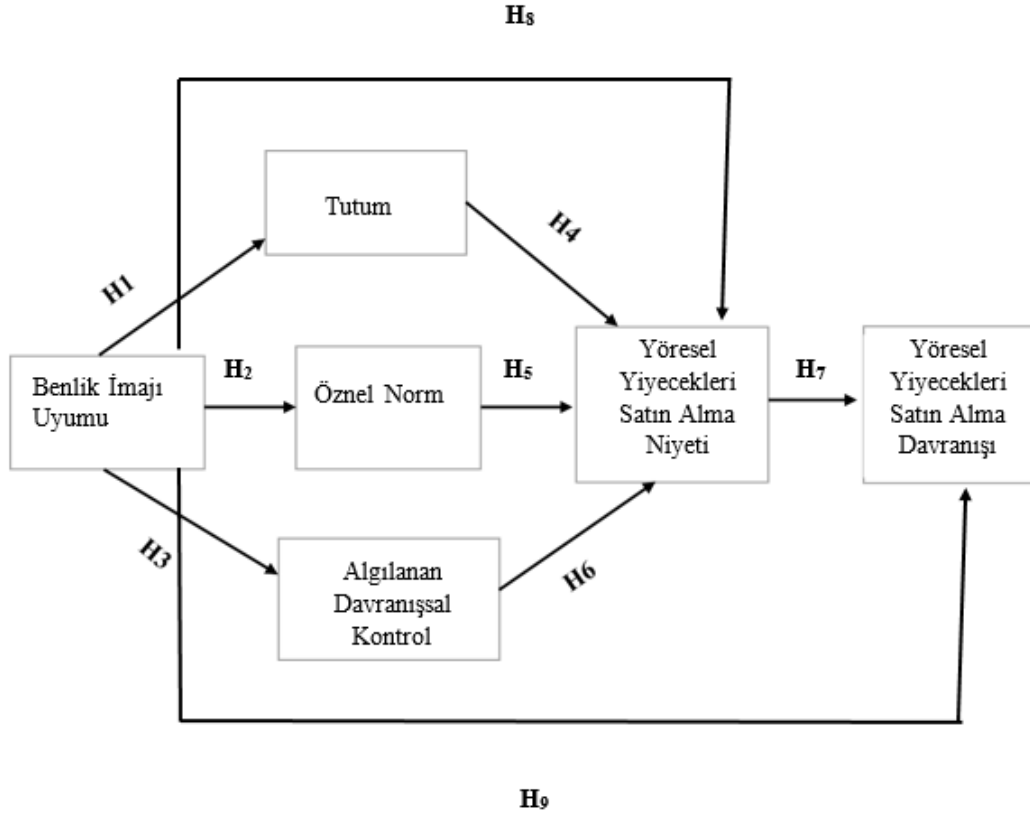 H₈
Tutum
H4
H1
Benlik İmajı
Uyumu
H₂
Öznel Norm
H₅
Yöresel
Yiyecekleri
Satın Alma
Niyeti
H₇
Yöresel
Yiyecekleri
Satın Alma
Davranışı
H3
Algılanan
Davranışsal
Kontrol
H6
H₉